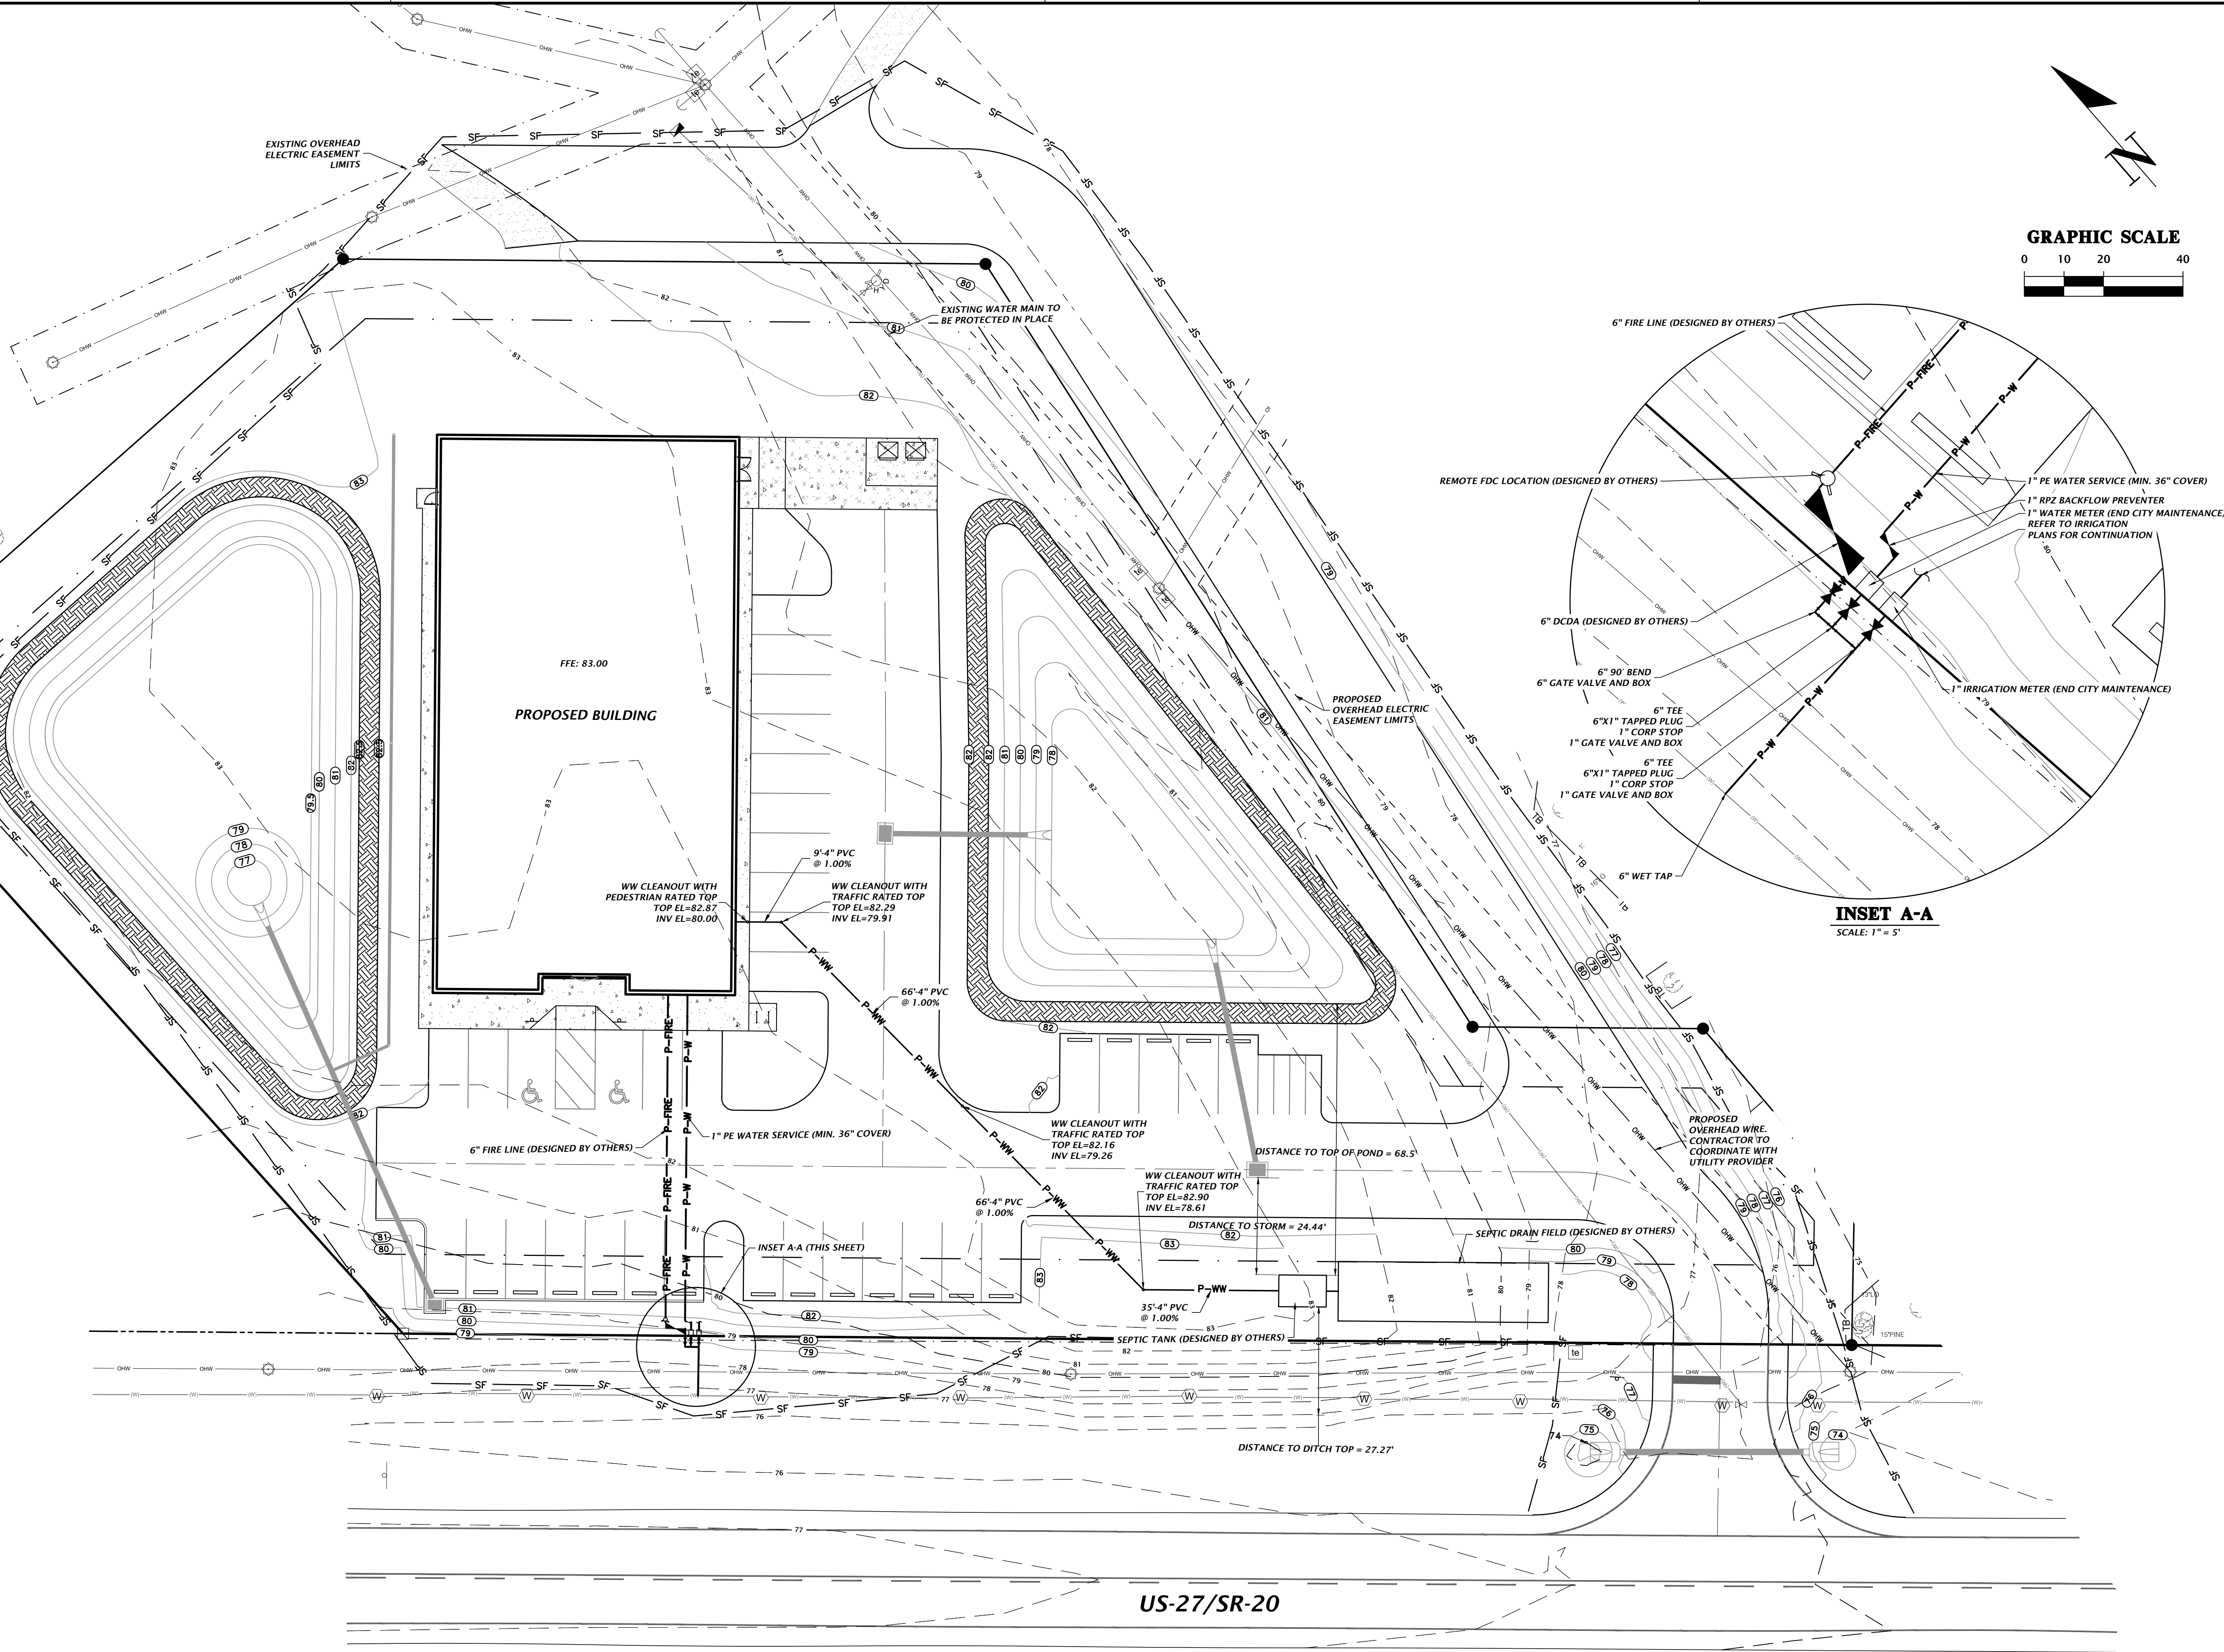 EXISTING OVERHEAD
ELECTRIC EASEMENT
LIMITS
GRAPHIC SCALE
0 10 20 40
EXISTING WATER MAIN TO
BE PROTECTED IN PLACE
6" FIRE LINE (DESIGNED BY OTHERS)
REMOTE FDC LOCATION (DESIGNED BY OTHERS)
1" PE WATER SERVICE (MIN. 36" COVER)
1" RPZ BACKFLOW PREVENTER
1" WATER METER (END CITY MAINTENANCE)
REFER TO IRRIGATION
PLANS FOR CONTINUATION
6" DCDA (DESIGNED BY OTHERS)
6" 90° BEND
6" GATE VALVE AND BOX
1" IRRIGATION METER (END CITY MAINTENANCE)
6" TEE
6"X1" TAPPED PLUG
1" CORP STOP
1" GATE VALVE AND BOX
6" TEE
6"X1" TAPPED PLUG
1" CORP STOP
1" GATE VALVE AND BOX
6" WET TAP
INSET A-A
SCALE: 1" = 5'
N
FFE: 83.00
PROPOSED BUILDING
PROPOSED
OVERHEAD ELECTRIC
EASEMENT LIMITS
9'-4" PVC
@ 1.00%
WW CLEANOUT WITH
PEDESTRIAN RATED TOP
TOP EL=82.87
INV EL=80.00
WW CLEANOUT WITH
TRAFFIC RATED TOP
TOP EL=82.29
INV EL=79.91
66'-4" PVC
@ 1.00%
6" FIRE LINE (DESIGNED BY OTHERS)
1" PE WATER SERVICE (MIN. 36" COVER)
WW CLEANOUT WITH
TRAFFIC RATED TOP
TOP EL=82.16
INV EL=79.26
DISTANCE TO TOP OF POND = 68.5'
PROPOSED
OVERHEAD WIRE.
CONTRACTOR TO
COORDINATE WITH
UTILITY PROVIDER
WW CLEANOUT WITH
TRAFFIC RATED TOP
TOP EL=82.90
INV EL=78.61
66'-4" PVC
@ 1.00%
DISTANCE TO STORM = 24.44'
SEPTIC DRAIN FIELD (DESIGNED BY OTHERS)
INSET A-A (THIS SHEET)
35'-4" PVC
@ 1.00%
SEPTIC TANK (DESIGNED BY OTHERS)
15"PINE
DISTANCE TO DITCH TOP = 27.27'
US-27/SR-20